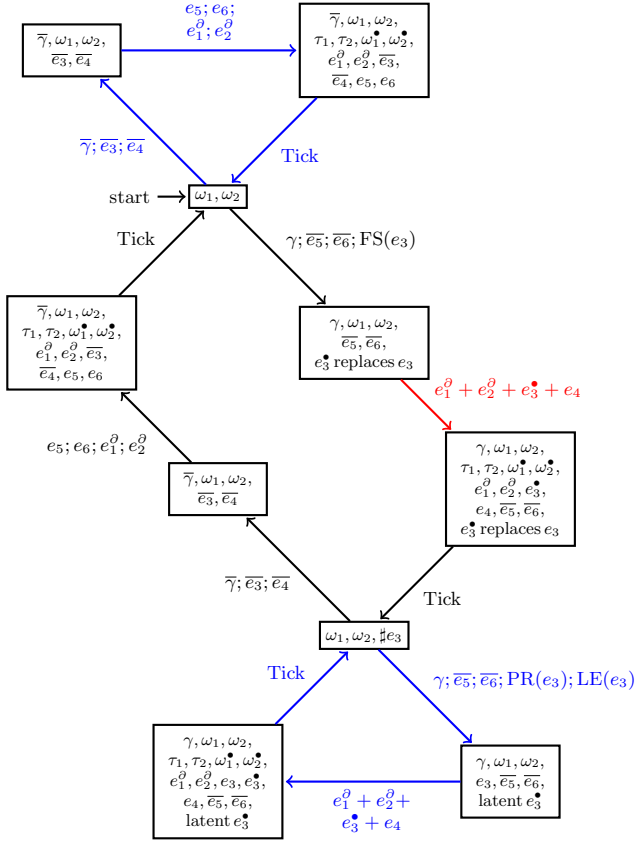 e₅; e₆;
e₁^∂; e₂^∂
γ̅, ω₁, ω₂,
e̅₃, e̅₄
γ̅, ω₁, ω₂,
τ₁, τ₂, ω₁^•, ω₂^•,
e₁^∂, e₂^∂, e̅₃,
e̅₄, e₅, e₆
γ̅; e̅₃; e̅₄
Tick
start
ω₁, ω₂
Tick
γ; e̅₅; e̅₆; FS(e₃)
γ̅, ω₁, ω₂,
τ₁, τ₂, ω₁^•, ω₂^•,
e₁^∂, e₂^∂, e̅₃,
e̅₄, e₅, e₆
γ, ω₁, ω₂,
e̅₅, e̅₆,
e₃^• replaces e₃
e₁^∂ + e₂^∂ + e₃^• + e₄
e₅; e₆; e₁^∂; e₂^∂
γ, ω₁, ω₂,
τ₁, τ₂, ω₁^•, ω₂^•,
e₁^∂, e₂^∂, e₃^•,
e₄, e̅₅, e̅₆,
e₃^• replaces e₃
γ̅, ω₁, ω₂,
e̅₃, e̅₄
γ̅; e̅₃; e̅₄
Tick
ω₁, ω₂, ♯e₃
Tick
γ; e̅₅; e̅₆; PR(e₃); LE(e₃)
γ, ω₁, ω₂,
τ₁, τ₂, ω₁^•, ω₂^•,
e₁^∂, e₂^∂, e₃, e₃^•,
e₄, e̅₅, e̅₆,
latent e₃^•
γ, ω₁, ω₂,
e₃, e̅₅, e̅₆,
latent e₃^•
e₁^∂ + e₂^∂ +
e₃^• + e₄